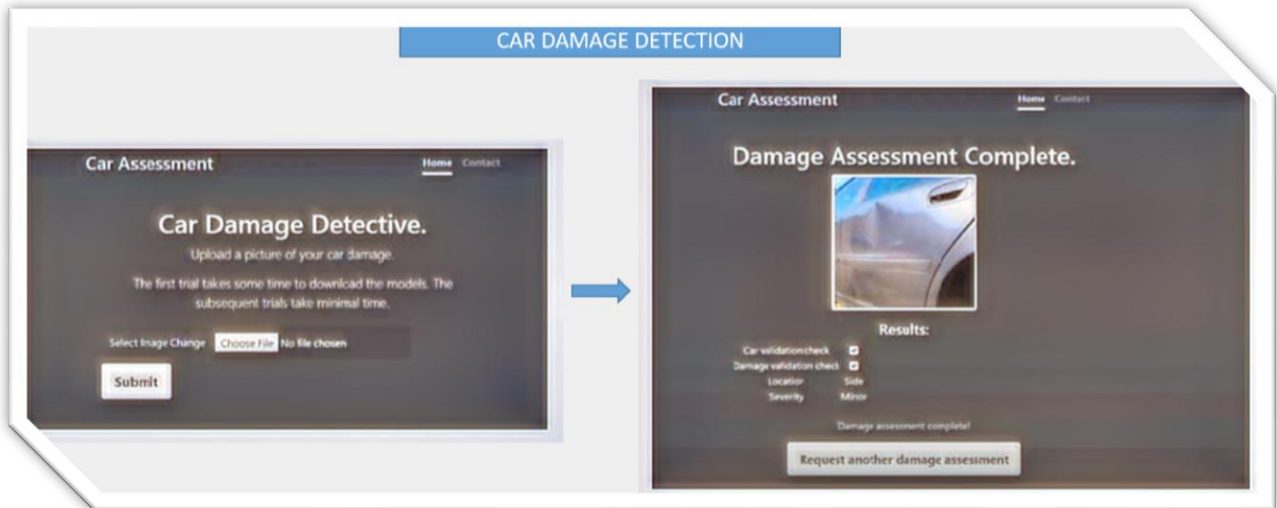 CAR DAMAGE DETECTION
Car Assessment
Home Contact
Car Damage Detective.
Upload a picture of your car damage.
The first trial takes some time to download the models. The
subsequent trials take minimal time.
Select Image Change Choose File No file chosen
Submit
Car Assessment
Home Contact
Damage Assessment Complete.
Results:
Car validation check
Damage validation check
Location Side
Severity Minor
Damage assessment complete!
Request another damage assessment